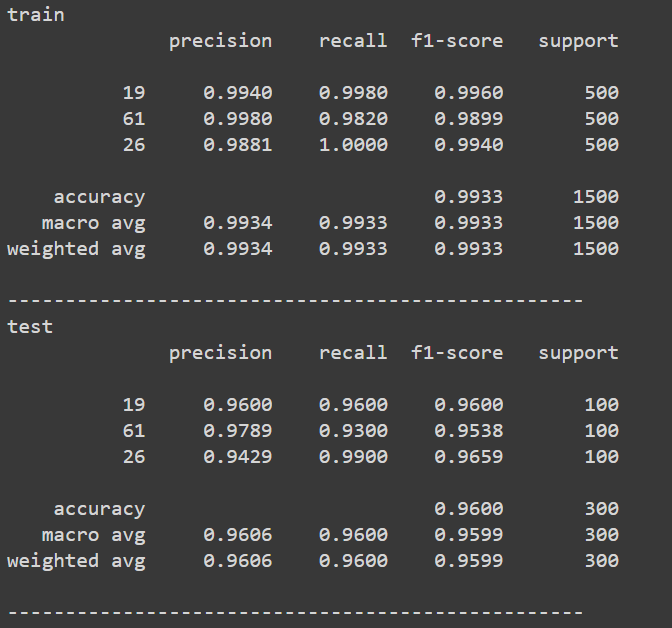 train
precision recall f1-score support
19 0.9940 0.9980 0.9960 500
61 0.9980 0.9820 0.9899 500
26 0.9881 1.0000 0.9940 500
accuracy 0.9933 1500
macro avg 0.9934 0.9933 0.9933 1500
weighted avg 0.9934 0.9933 0.9933 1500
--------------------------------------------------
test
precision recall f1-score support
19 0.9600 0.9600 0.9600 100
61 0.9789 0.9300 0.9538 100
26 0.9429 0.9900 0.9659 100
accuracy 0.9600 300
macro avg 0.9606 0.9600 0.9599 300
weighted avg 0.9606 0.9600 0.9599 300
--------------------------------------------------